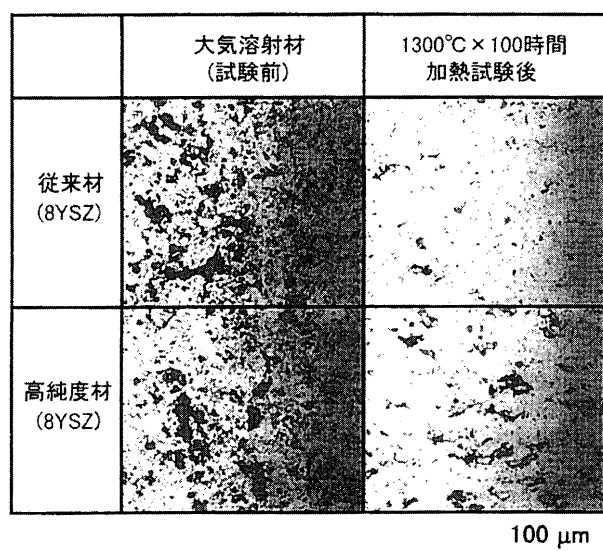 大気溶射材
(試験前)
1300℃×100時間
加熱試験後
従来材
(8YSZ)
高純度材
(8YSZ)
100 μm